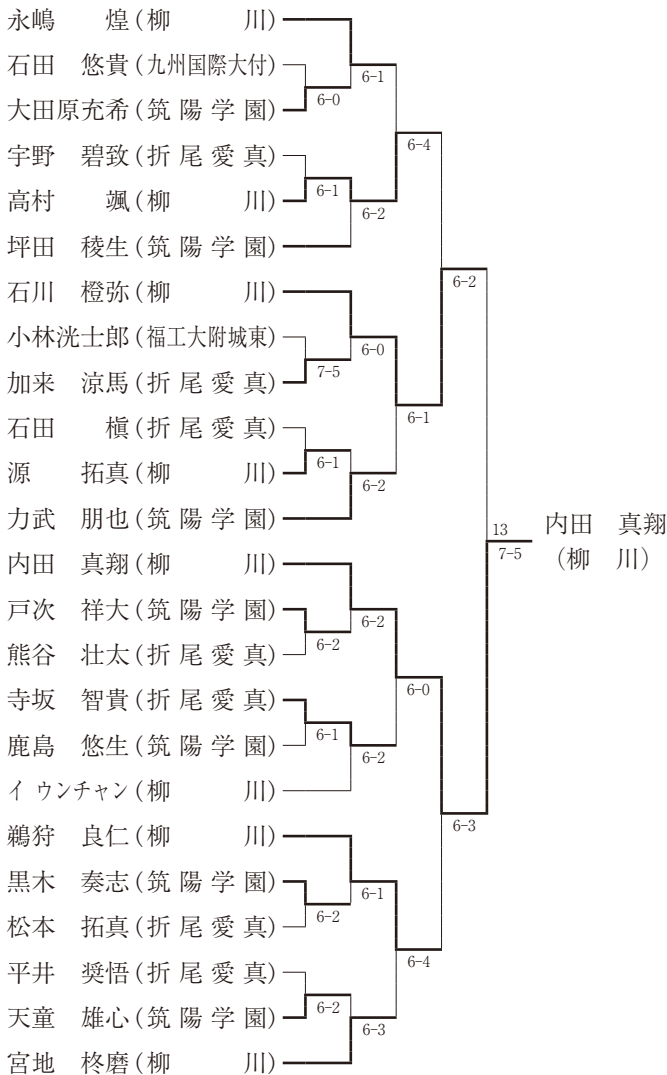 永嶋　煌(柳　川)
石田　悠貴(九州国際大付)
大田原充希(筑陽学園)
宇野　碧致(折尾愛真)
高村　颯(柳　川)
坪田　稜生(筑陽学園)
石川　橙弥(柳　川)
小林洸士郎(福工大附城東)
加来　涼馬(折尾愛真)
石田　槇(折尾愛真)
源　拓真(柳　川)
力武　朋也(筑陽学園)
内田　真翔(柳　川)
戸次　祥大(筑陽学園)
熊谷　壮太(折尾愛真)
寺坂　智貴(折尾愛真)
鹿島　悠生(筑陽学園)
イ ウンチャン(柳　川)
鵜狩　良仁(柳　川)
黒木　奏志(筑陽学園)
松本　拓真(折尾愛真)
平井　奨悟(折尾愛真)
天童　雄心(筑陽学園)
宮地　柊磨(柳　川)
6-0
6-1
7-5
6-1
6-2
6-1
6-2
6-2
6-1
6-2
6-0
6-2
6-2
6-2
6-1
6-3
6-4
6-1
6-0
6-4
6-2
6-3
13
7-5
内田　真翔
(柳　川)